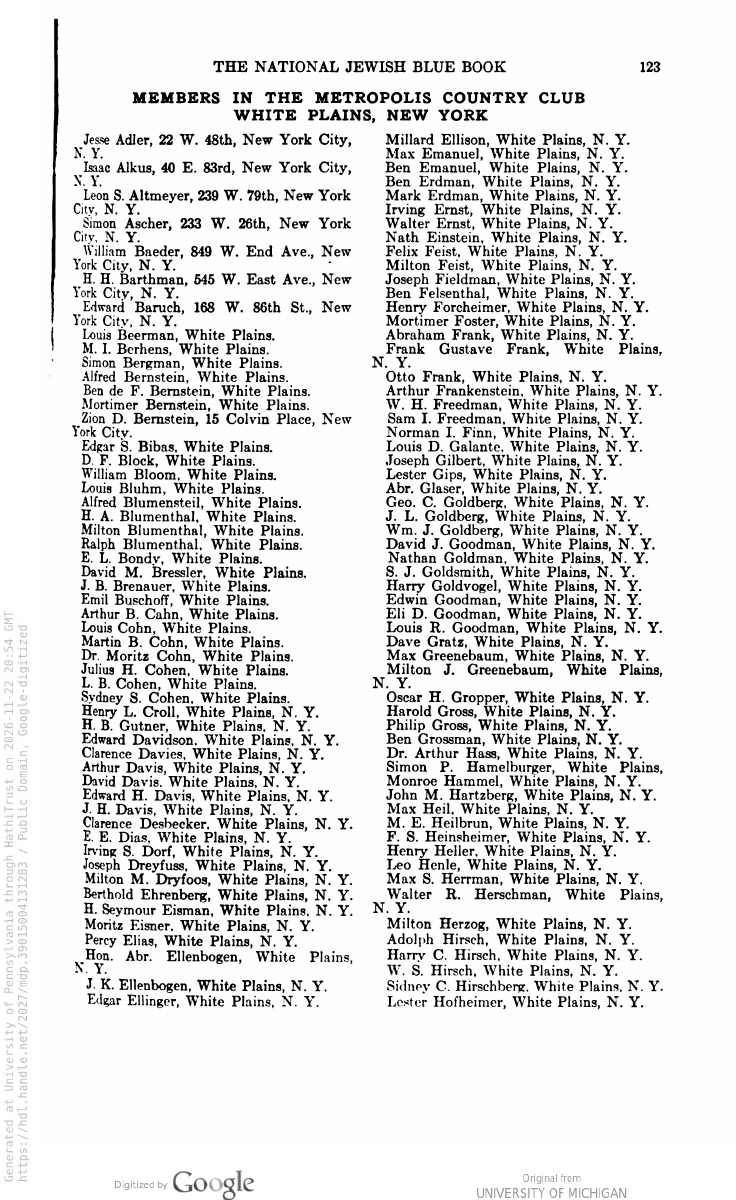 THE NATIONAL JEWISH BLUE BOOK 123
MEMBERS IN THE METROPOLIS COUNTRY CLUB
WHITE PLAINS, NEW YORK
Jesse Adler, 22 W. 48th, New York City,
N. Y.
Isaac Alkus, 40 E. 83rd, New York City,
N. Y.
Leon S. Altmeyer, 239 W. 79th, New York
City, N. Y.
Simon Ascher, 233 W. 26th, New York
City, N. Y.
William Baeder, 849 W. End Ave., New
York City, N. Y.
H. H. Barthman, 545 W. East Ave., New
York City, N. Y.
Edward Baruch, 168 W. 86th St., New
York City, N. Y.
Louis Beerman, White Plains.
M. I. Berhens, White Plains.
Simon Bergman, White Plains.
Alfred Bernstein, White Plains.
Ben de F. Bernstein, White Plains.
Mortimer Bernstein, White Plains.
Zion D. Bernstein, 15 Colvin Place, New
York City.
Edgar S. Bibas, White Plains.
D. F. Block, White Plains.
William Bloom, White Plains.
Louis Bluhm, White Plains.
Alfred Blumensteil, White Plains.
H. A. Blumenthal, White Plains.
Milton Blumenthal, White Plains.
Ralph Blumenthal, White Plains.
E. L. Bondy, White Plains.
David M. Bressler, White Plains.
J. B. Brenauer, White Plains.
Emil Buschoff, White Plains.
Arthur B. Cahn, White Plains.
Louis Cohn, White Plains.
Martin B. Cohn, White Plains.
Dr. Moritz Cohn, White Plains.
Julius H. Cohen, White Plains.
L. B. Cohen, White Plains.
Sydney S. Cohen, White Plains.
Henry L. Croll, White Plains, N. Y.
H. B. Gutner, White Plains, N. Y.
Edward Davidson, White Plains, N. Y.
Clarence Davies, White Plains, N. Y.
Arthur Davis, White Plains, N. Y.
David Davis. White Plains, N. Y.
Edward H. Davis, White Plains, N. Y.
J. H. Davis, White Plains, N. Y.
Clarence Desbecker, White Plains, N. Y.
E. E. Dias, White Plains, N. Y.
Irving S. Dorf, White Plains, N. Y.
Joseph Dreyfuss, White Plains, N. Y.
Milton M. Dryfoos, White Plains, N. Y.
Berthold Ehrenberg, White Plains, N. Y.
H. Seymour Eisman, White Plains, N. Y.
Moritz Eisner, White Plains, N. Y.
Percy Elias, White Plains, N. Y.
Hon. Abr. Ellenbogen, White Plains,
N. Y.
J. K. Ellenbogen, White Plains, N. Y.
Edgar Ellinger, White Plains, N. Y.
Millard Ellison, White Plains, N. Y.
Max Emanuel, White Plains, N. Y.
Ben Emanuel, White Plains, N. Y.
Ben Erdman, White Plains, N. Y.
Mark Erdman, White Plains, N. Y.
Irving Ernst, White Plains, N. Y.
Walter Ernst, White Plains, N. Y.
Nath Einstein, White Plains, N. Y.
Felix Feist, White Plains, N. Y.
Milton Feist, White Plains, N. Y.
Joseph Fieldman, White Plains, N. Y.
Ben Felsenthal, White Plains, N. Y.
Henry Forcheimer, White Plains, N. Y.
Mortimer Foster, White Plains, N. Y.
Abraham Frank, White Plains, N. Y.
Frank Gustave Frank, White Plains,
N. Y.
Otto Frank, White Plains, N. Y.
Arthur Frankenstein, White Plains, N. Y.
W. H. Freedman, White Plains, N. Y.
Sam I. Freedman, White Plains, N. Y.
Norman I. Finn, White Plains, N. Y.
Louis D. Galante, White Plains, N. Y.
Joseph Gilbert, White Plains, N. Y.
Lester Gips, White Plains, N. Y.
Abr. Glaser, White Plains, N. Y.
Geo. C. Goldberg, White Plains, N. Y.
J. L. Goldberg, White Plains, N. Y.
Wm. J. Goldberg, White Plains, N. Y.
David J. Goodman, White Plains, N. Y.
Nathan Goldman, White Plains, N. Y.
S. J. Goldsmith, White Plains, N. Y.
Harry Goldvogel, White Plains, N. Y.
Edwin Goodman, White Plains, N. Y.
Eli D. Goodman, White Plains, N. Y.
Louis R. Goodman, White Plains, N. Y.
Dave Gratz, White Plains, N. Y.
Max Greenebaum, White Plains, N. Y.
Milton J. Greenebaum, White Plains,
N. Y.
Oscar H. Gropper, White Plains, N. Y.
Harold Gross, White Plains, N. Y.
Philip Gross, White Plains, N. Y.
Ben Grossman, White Plains, N. Y.
Dr. Arthur Hass, White Plains, N. Y.
Simon P. Hamelburger, White Plains,
Monroe Hammel, White Plains, N. Y.
John M. Hartzberg, White Plains, N. Y.
Max Heil, White Plains, N. Y.
M. E. Heilbrun, White Plains, N. Y.
F. S. Heinsheimer, White Plains, N. Y.
Henry Heller, White Plains, N. Y.
Leo Henle, White Plains, N. Y.
Max S. Herrman, White Plains, N. Y.
Walter R. Herschman, White Plains,
N. Y.
Milton Herzog, White Plains, N. Y.
Adolph Hirsch, White Plains, N. Y.
Harry C. Hirsch, White Plains, N. Y.
W. S. Hirsch, White Plains, N. Y.
Sidney C. Hirschberg, White Plains, N. Y.
Lester Hofheimer, White Plains, N. Y.
Generated at University of Pennsylvania through HathiTrust on 2026-11-22 20:54 GMT
https://hdl.handle.net/2027/mdp.39015004131283 / Public Domain, Google-digitized
Digitized by Google
Original from
UNIVERSITY OF MICHIGAN